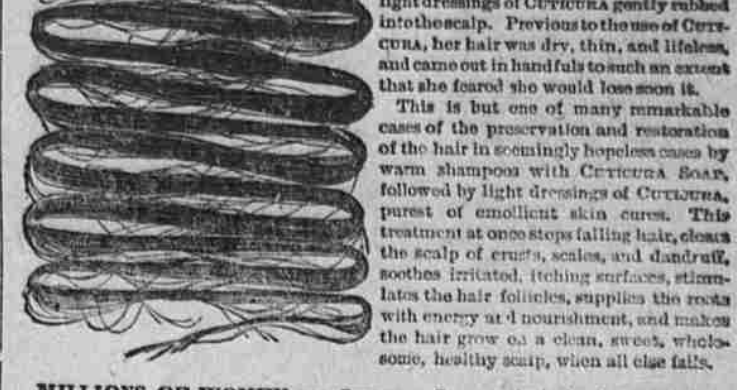 light dressings of CUTICURA gently rubbed
into the scalp. Previous to the use of CUTI-
CURA, her hair was dry, thin, and lifeless,
and came out in handfuls to such an extent
that she feared she would lose soon it.
This is but one of many remarkable
cases of the preservation and restoration
of the hair in seemingly hopeless cases by
warm shampoos with CUTICURA SOAP,
followed by light dressings of CUTICURA,
purest of emollient skin cures. This
treatment at once stops falling hair, clears
the scalp of crusts, scales, and dandruff,
soothes irritated, itching surfaces, stimu-
lates the hair follicles, supplies the roots
with energy and nourishment, and makes
the hair grow on a clean, sweet, whole-
some, healthy scalp, when all else fails.
MILLIONS OF WOMEN